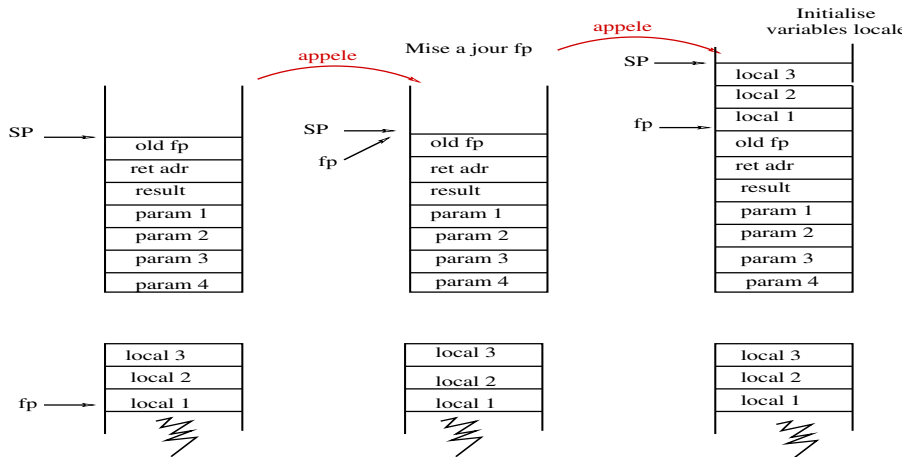 Initialise
variables locale
appele
Mise a jour fp
appele
SP
old fp
ret adr
result
param 1
param 2
param 3
param 4
local 3
local 2
fp
local 1
SP
fp
old fp
ret adr
result
param 1
param 2
param 3
param 4
local 3
local 2
local 1
SP
local 3
local 2
fp
local 1
old fp
ret adr
result
param 1
param 2
param 3
param 4
local 3
local 2
local 1